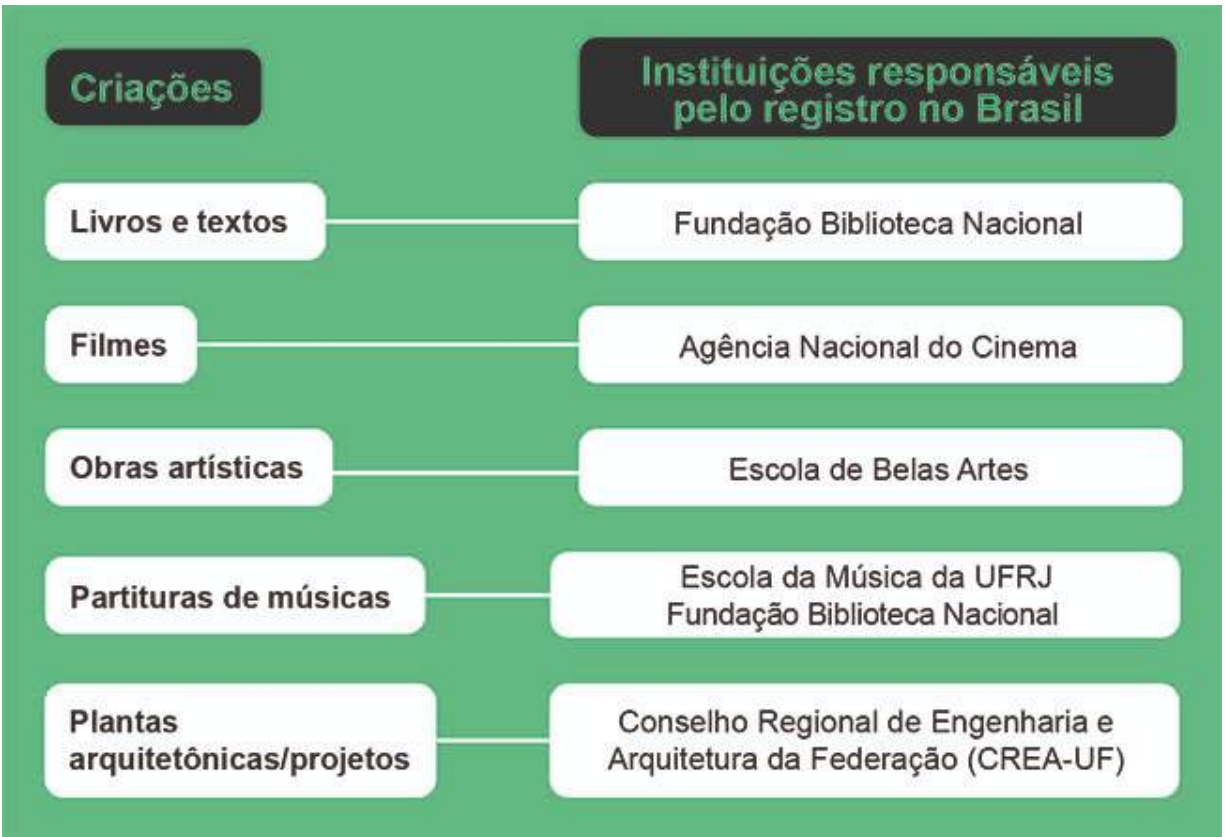 Criações
Instituições responsáveis
pelo registro no Brasil
Livros e textos
Fundação Biblioteca Nacional
Filmes
Agência Nacional do Cinema
Obras artísticas
Escola de Belas Artes
Partituras de músicas
Escola da Música da UFRJ
Fundação Biblioteca Nacional
Plantas
arquitetônicas/projetos
Conselho Regional de Engenharia e
Arquitetura da Federação (CREA-UF)